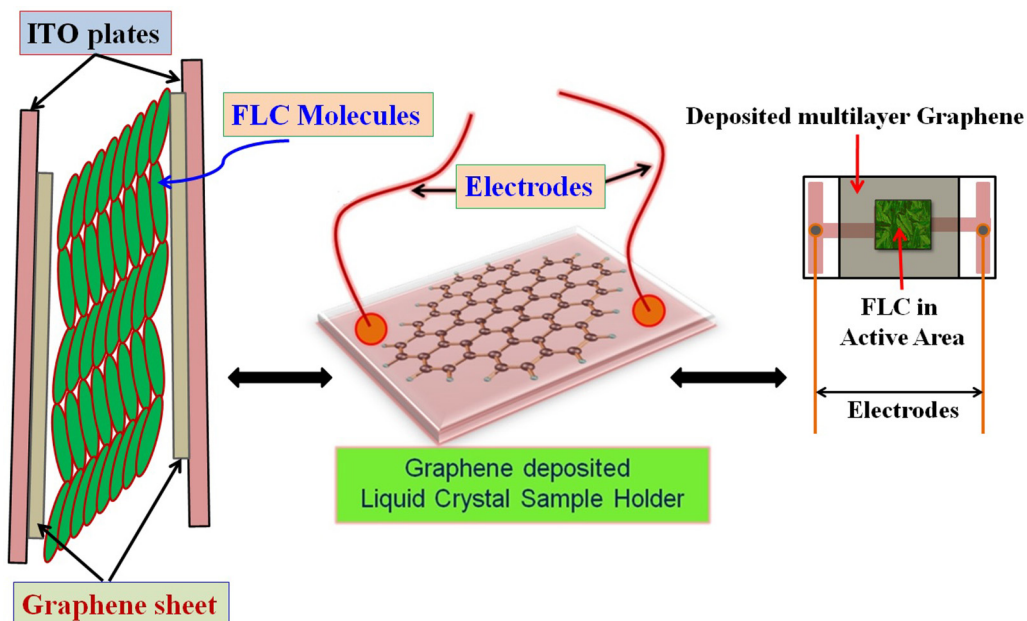 ITO plates
FLC Molecules
Electrodes
Graphene sheet
Graphene deposited
Liquid Crystal Sample Holder
Deposited multilayer Graphene
FLC in
Active Area
Electrodes